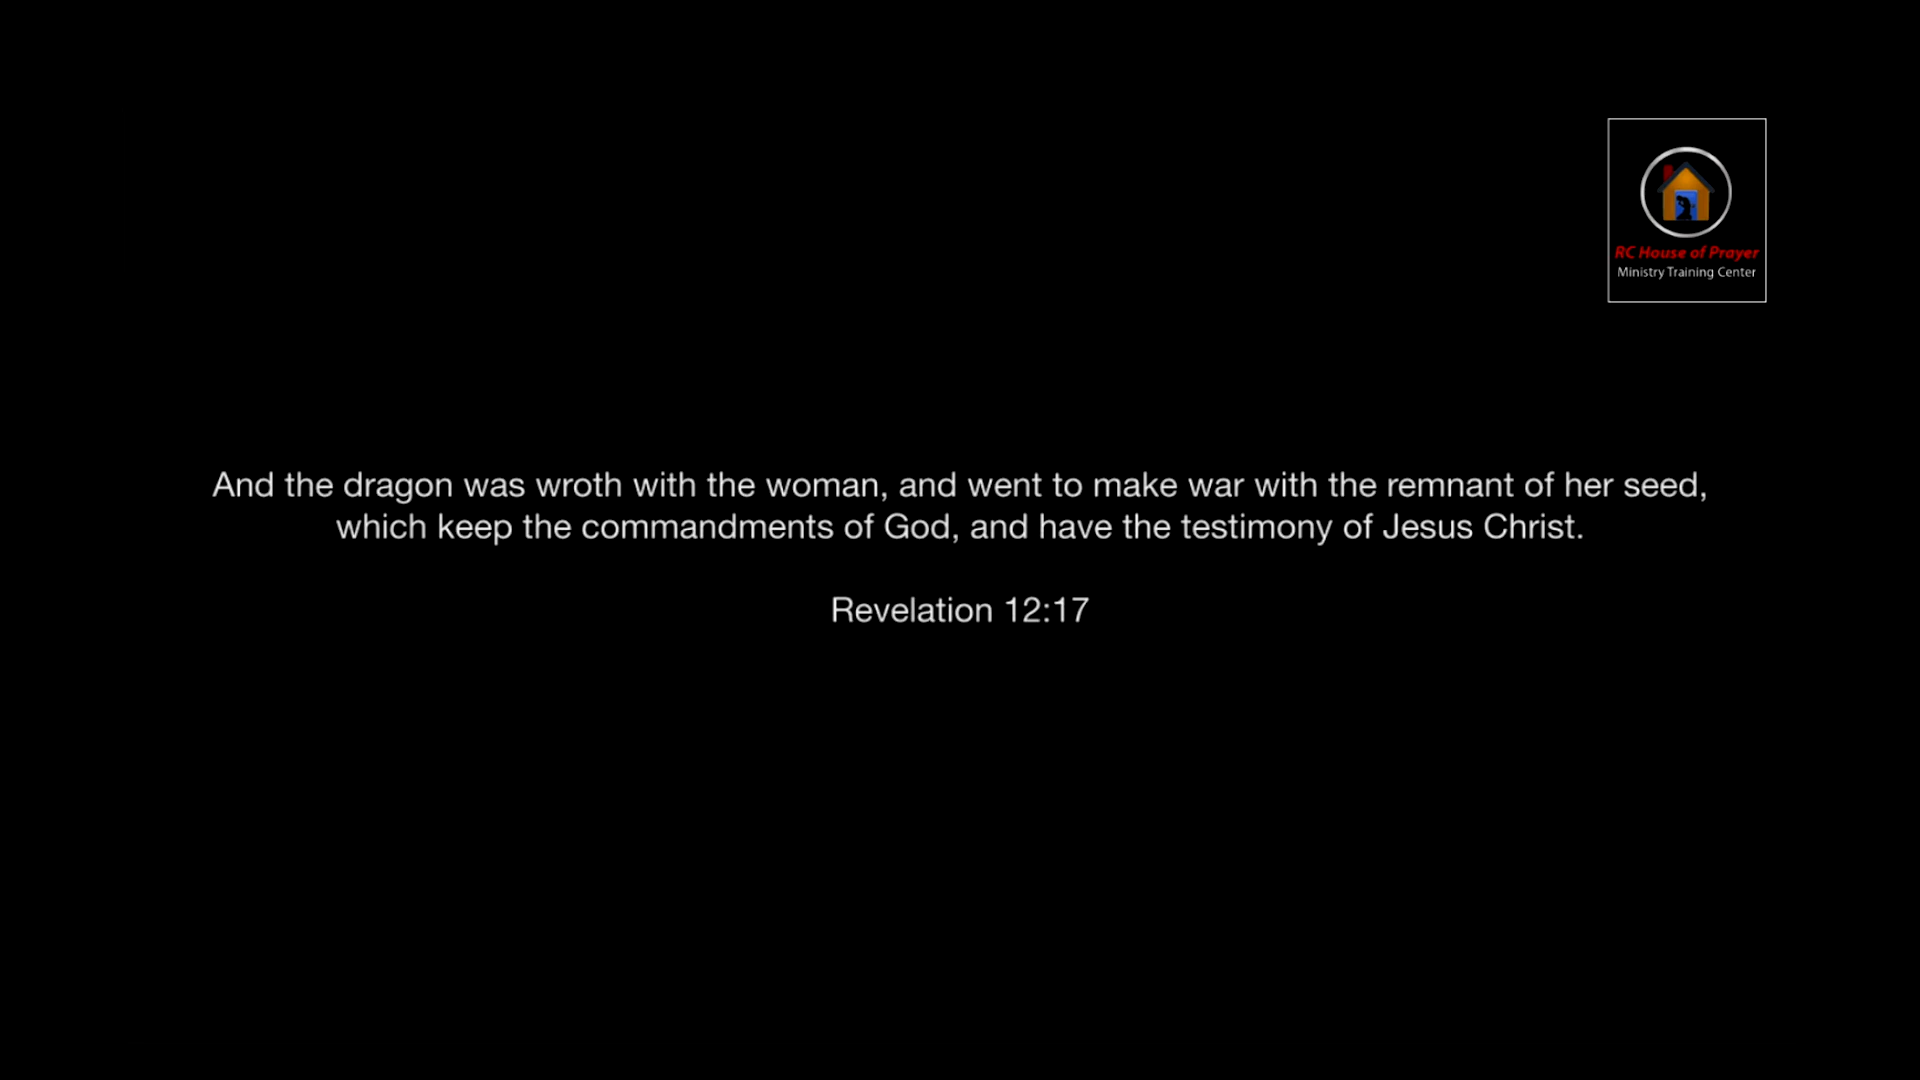 RC House of Prayer
Ministry Training Center
And the dragon was wroth with the woman, and went to make war with the remnant of her seed,
which keep the commandments of God, and have the testimony of Jesus Christ.
Revelation 12:17